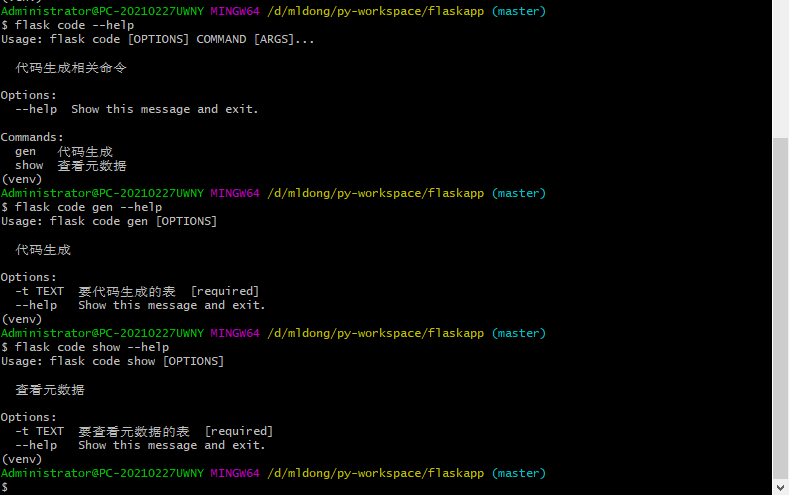 (venv)
Administrator@PC-20210227UWNY MINGW64 /d/mldong/py-workspace/flaskapp (master)
$ flask code --help
Usage: flask code [OPTIONS] COMMAND [ARGS]...
代码生成相关命令
Options:
--help  Show this message and exit.
Commands:
gen   代码生成
show  查看元数据
(venv)
Administrator@PC-20210227UWNY MINGW64 /d/mldong/py-workspace/flaskapp (master)
$ flask code gen --help
Usage: flask code gen [OPTIONS]
代码生成
Options:
-t TEXT  要代码生成的表  [required]
--help   Show this message and exit.
(venv)
Administrator@PC-20210227UWNY MINGW64 /d/mldong/py-workspace/flaskapp (master)
$ flask code show --help
Usage: flask code show [OPTIONS]
查看元数据
Options:
-t TEXT  要查看元数据的表  [required]
--help   Show this message and exit.
(venv)
Administrator@PC-20210227UWNY MINGW64 /d/mldong/py-workspace/flaskapp (master)
$